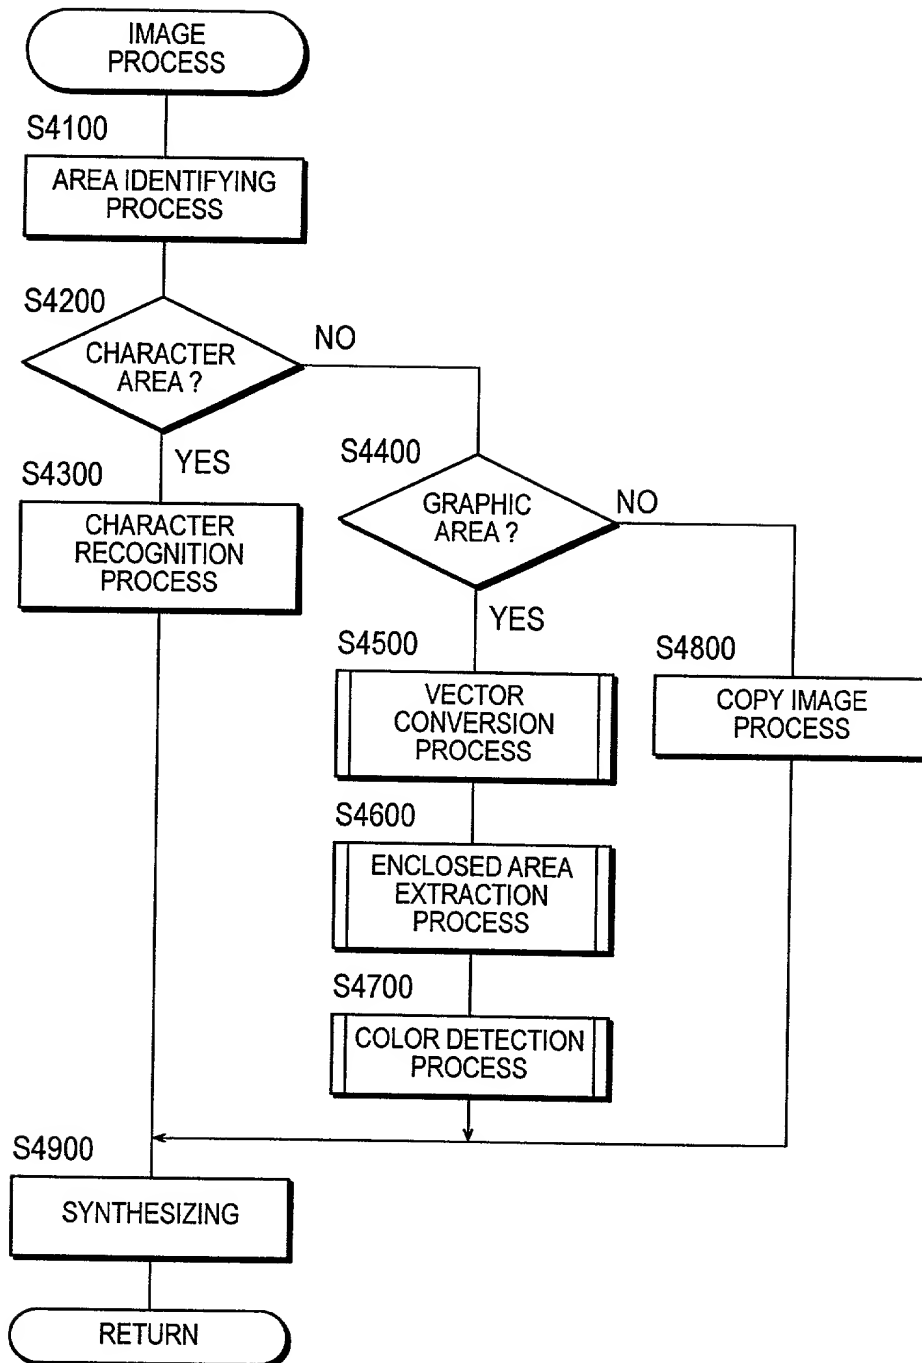 IMAGE
PROCESS
S4100
AREA IDENTIFYING
PROCESS
S4200
CHARACTER
AREA ?
NO
YES
S4300
CHARACTER
RECOGNITION
PROCESS
S4400
GRAPHIC
AREA ?
NO
YES
S4500
VECTOR
CONVERSION
PROCESS
S4600
ENCLOSED AREA
EXTRACTION
PROCESS
S4700
COLOR DETECTION
PROCESS
S4800
COPY IMAGE
PROCESS
S4900
SYNTHESIZING
RETURN